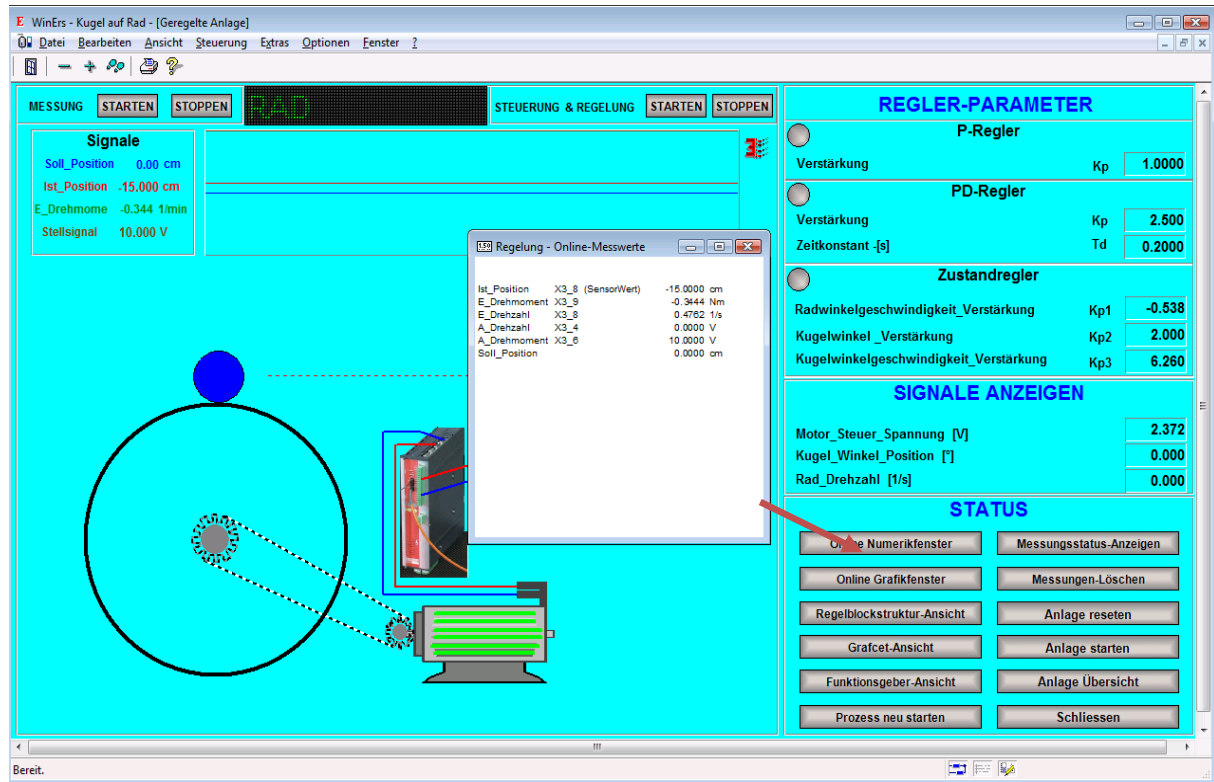 WinErs - Kugel auf Rad - [Geregelte Anlage]
Datei Bearbeiten Ansicht Steuerung Extras Optionen Fenster ?
MESSUNG STARTEN STOPPEN RAD STEUERUNG & REGELUNG STARTEN STOPPEN
Signale
Soll_Position 0.00 cm
Ist_Position -15.000 cm
E_Drehmome -0.344 1/min
Stellsignal 10.000 V
Regelung - Online-Messwerte
Ist_Position X3_8 (SensorWert) -15.0000 cm
E_Drehmoment X3_9 -0.3444 Nm
E_Drehzahl X3_8 0.4762 1/s
A_Drehzahl X3_4 0.0000 V
A_Drehmoment X3_6 10.0000 V
Soll_Position 0.0000 cm
REGLER-PARAMETER
P-Regler
Verstärkung Kp 1.0000
PD-Regler
Verstärkung Kp 2.500
Zeitkonstant -[s] Td 0.2000
Zustandregler
Radwinkelgeschwindigkeit_Verstärkung Kp1 -0.538
Kugelwinkel _Verstärkung Kp2 2.000
Kugelwinkelgeschwindigkeit_Verstärkung Kp3 6.260
SIGNALE ANZEIGEN
Motor_Steuer_Spannung [V] 2.372
Kugel_Winkel_Position [°] 0.000
Rad_Drehzahl [1/s] 0.000
STATUS
Numerikfenster Messungsstatus-Anzeigen
Online Grafikfenster Messungen-Löschen
Regelblockstruktur-Ansicht Anlage reseten
Grafcet-Ansicht Anlage starten
Funktionsgeber-Ansicht Anlage Übersicht
Prozess neu starten Schliessen
Bereit.